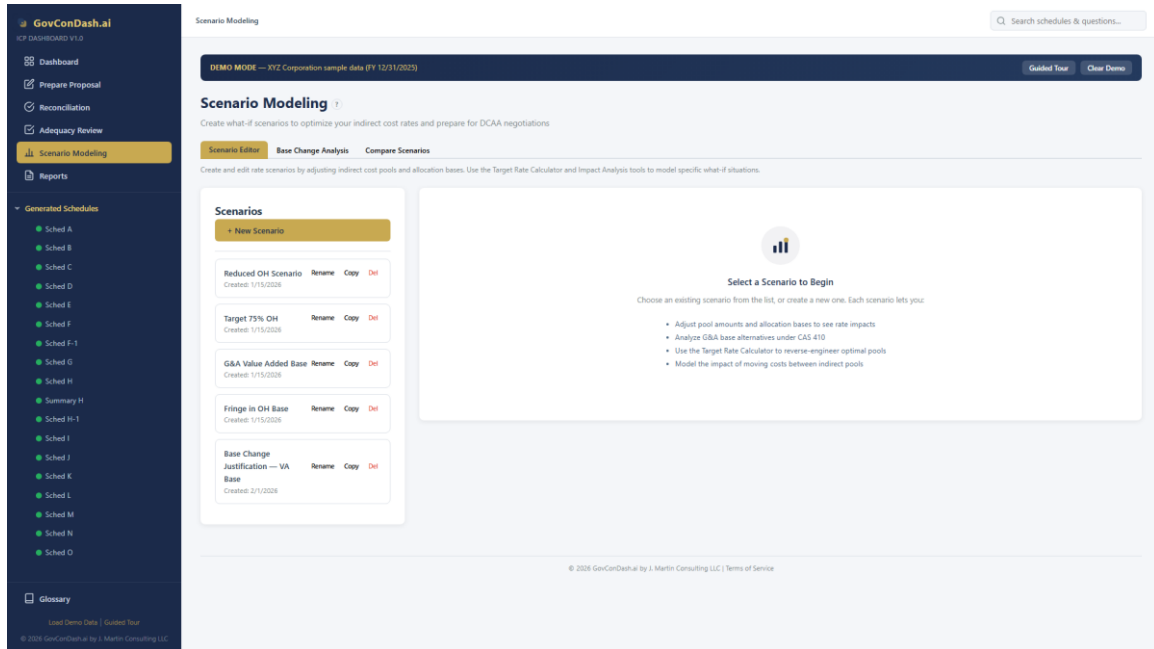 GovConDash.ai
ICP DASHBOARD V1.0
Dashboard
Prepare Proposal
Reconciliation
Adequacy Review
Scenario Modeling
Reports
Generated Schedules
Sched A
Sched B
Sched C
Sched D
Sched E
Sched F
Sched F-1
Sched G
Sched H
Summary H
Sched H-1
Sched I
Sched J
Sched K
Sched L
Sched M
Sched N
Sched O
Glossary
Load Demo Data | Guided Tour
© 2026 GovConDash.ai by J. Martin Consulting LLC
Scenario Modeling
Search schedules & questions...
DEMO MODE — XYZ Corporation sample data (FY 12/31/2025)
Guided Tour Clear Demo
Scenario Modeling ?
Create what-if scenarios to optimize your indirect cost rates and prepare for DCAA negotiations
Scenario Editor Base Change Analysis Compare Scenarios
Create and edit rate scenarios by adjusting indirect cost pools and allocation bases. Use the Target Rate Calculator and Impact Analysis tools to model specific what-if situations.
Scenarios
+ New Scenario
Reduced OH Scenario Rename Copy Del
Created: 1/15/2026
Target 75% OH Rename Copy Del
Created: 1/15/2026
G&A Value Added Base Rename Copy Del
Created: 1/15/2026
Fringe in OH Base Rename Copy Del
Created: 1/15/2026
Base Change
Justification — VA Rename Copy Del
Base
Created: 2/1/2026
Select a Scenario to Begin
Choose an existing scenario from the list, or create a new one. Each scenario lets you:
• Adjust pool amounts and allocation bases to see rate impacts
• Analyze G&A base alternatives under CAS 410
• Use the Target Rate Calculator to reverse-engineer optimal pools
• Model the impact of moving costs between indirect pools
© 2026 GovConDash.ai by J. Martin Consulting LLC | Terms of Service